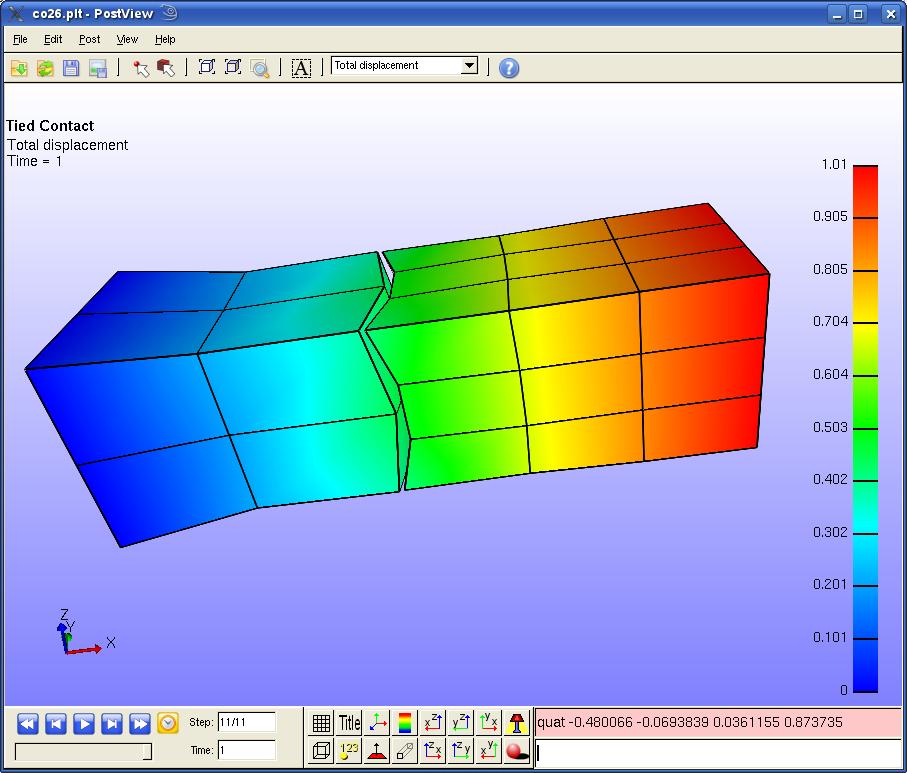 co26.plt - PostView
File Edit Post View Help
A Total displacement ?
Tied Contact
Total displacement
Time = 1
1.01
0.905
0.805
0.704
0.604
0.503
0.402
0.302
0.201
0.101
0
Z
Y
X
Step: 11/11
Time: 1
Title
123
quat -0.480066 -0.0693839 0.0361155 0.873735